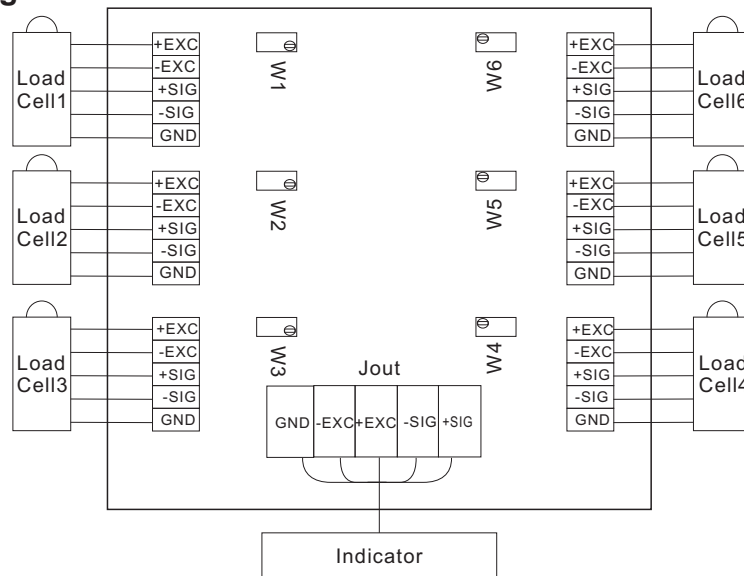 Load
Cell1
+EXC
-EXC
+SIG
-SIG
GND
W1
W6
+EXC
-EXC
+SIG
-SIG
GND
Load
Cell6
Load
Cell2
+EXC
-EXC
+SIG
-SIG
GND
W2
W5
+EXC
-EXC
+SIG
-SIG
GND
Load
Cell5
Load
Cell3
+EXC
-EXC
+SIG
-SIG
GND
W3
W4
+EXC
-EXC
+SIG
-SIG
GND
Load
Cell4
Jout
GND -EXC +EXC -SIG +SIG
Indicator